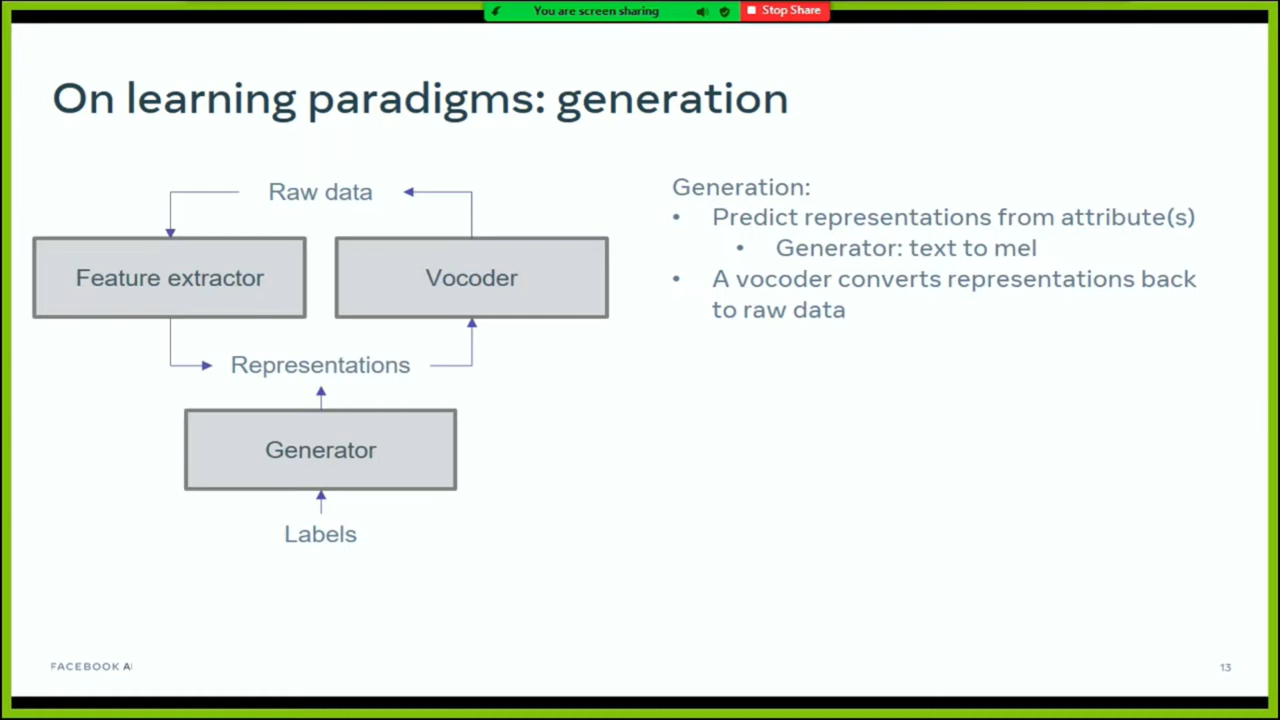 You are screen sharing
Stop Share
On learning paradigms: generation
Raw data
Feature extractor
Vocoder
Representations
Generator
Labels
Generation:
• Predict representations from attribute(s)
• Generator: text to mel
• A vocoder converts representations back
to raw data
FACEBOOK AI
13